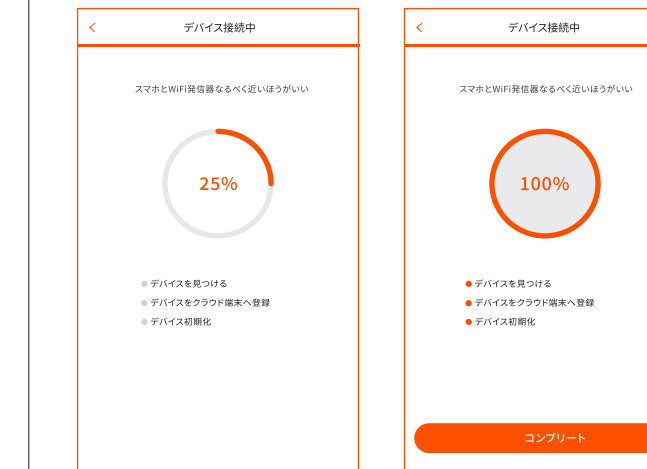 デバイス接続中
スマホとWiFi発信器なるべく近いほうがいい
25%
デバイスを見つける
デバイスをクラウド端末へ登録
デバイス初期化
デバイス接続中
スマホとWiFi発信器なるべく近いほうがいい
100%
デバイスを見つける
デバイスをクラウド端末へ登録
デバイス初期化
コンプリート